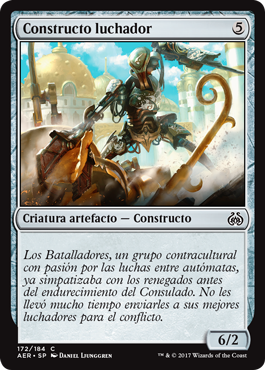 Constructo luchador 5
Criatura artefacto — Constructo
Los Batalladores, un grupo contracultural
con pasión por las luchas entre autómatas,
ya simpatizaba con los renegados antes
del endurecimiento del Consulado. No les
llevó mucho tiempo enviarles a sus mejores
luchadores para el conflicto.
6/2
172/184 C
AER • SP Daniel Ljunggren
™ & © 2017 Wizards of the Coast